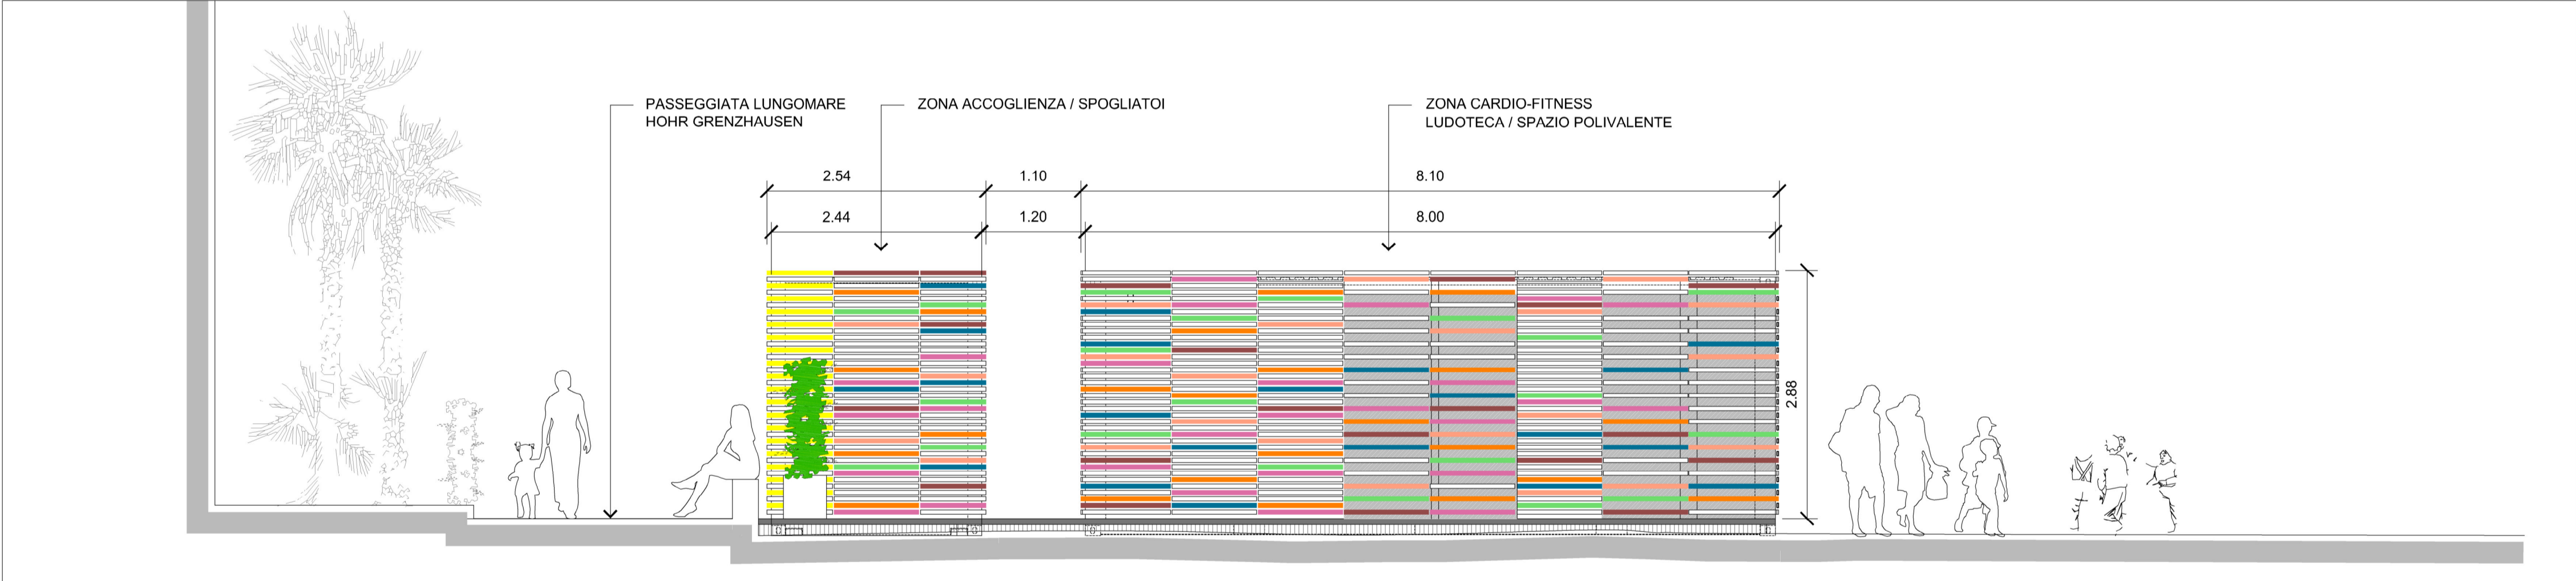 PASSEGGIATA LUNGOMARE
HOHR GRENZHAUSEN
ZONA ACCOGLIENZA / SPOGLIATOI
ZONA CARDIO-FITNESS
LUDOTECA / SPAZIO POLIVALENTE
2.54 1.10 8.10
2.44 1.20 8.00
2.88